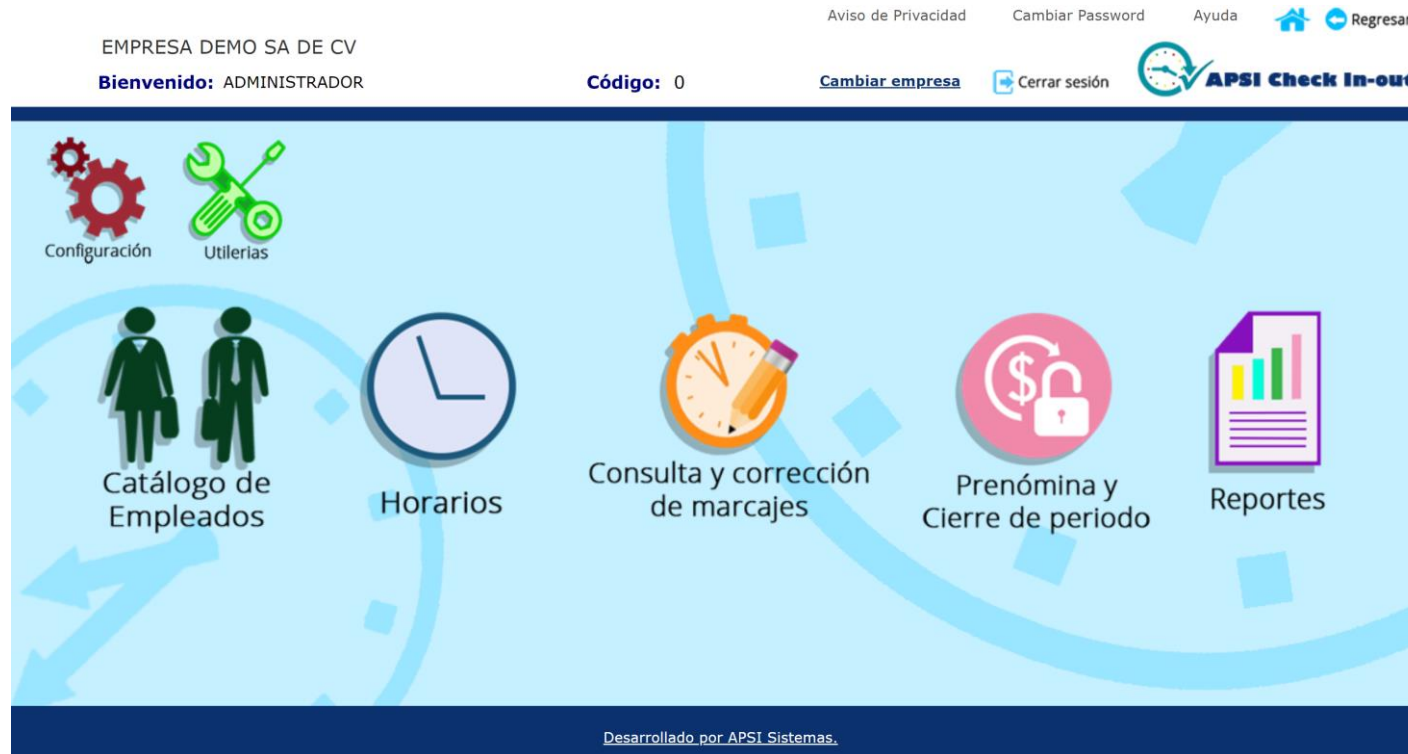 Aviso de Privacidad Cambiar Password Ayuda Regresar
EMPRESA DEMO SA DE CV
Bienvenido: ADMINISTRADOR Código: 0 Cambiar empresa Cerrar sesión APSI Check In-out
Configuración Utilerias
Catálogo de
Empleados
Horarios
Consulta y corrección
de marcajes
Prenómina y
Cierre de periodo
Reportes
Desarrollado por APSI Sistemas.